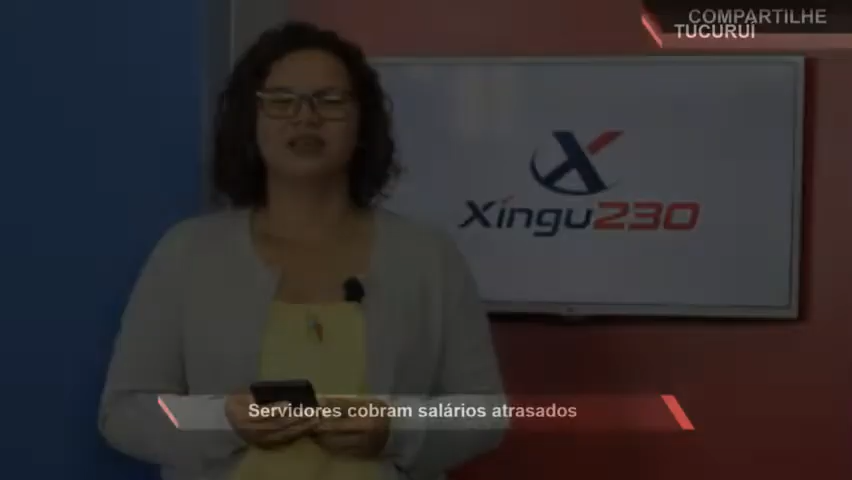 COMPARTILHE
TUCURUÍ
Xingu230
Servidores cobram salários atrasados